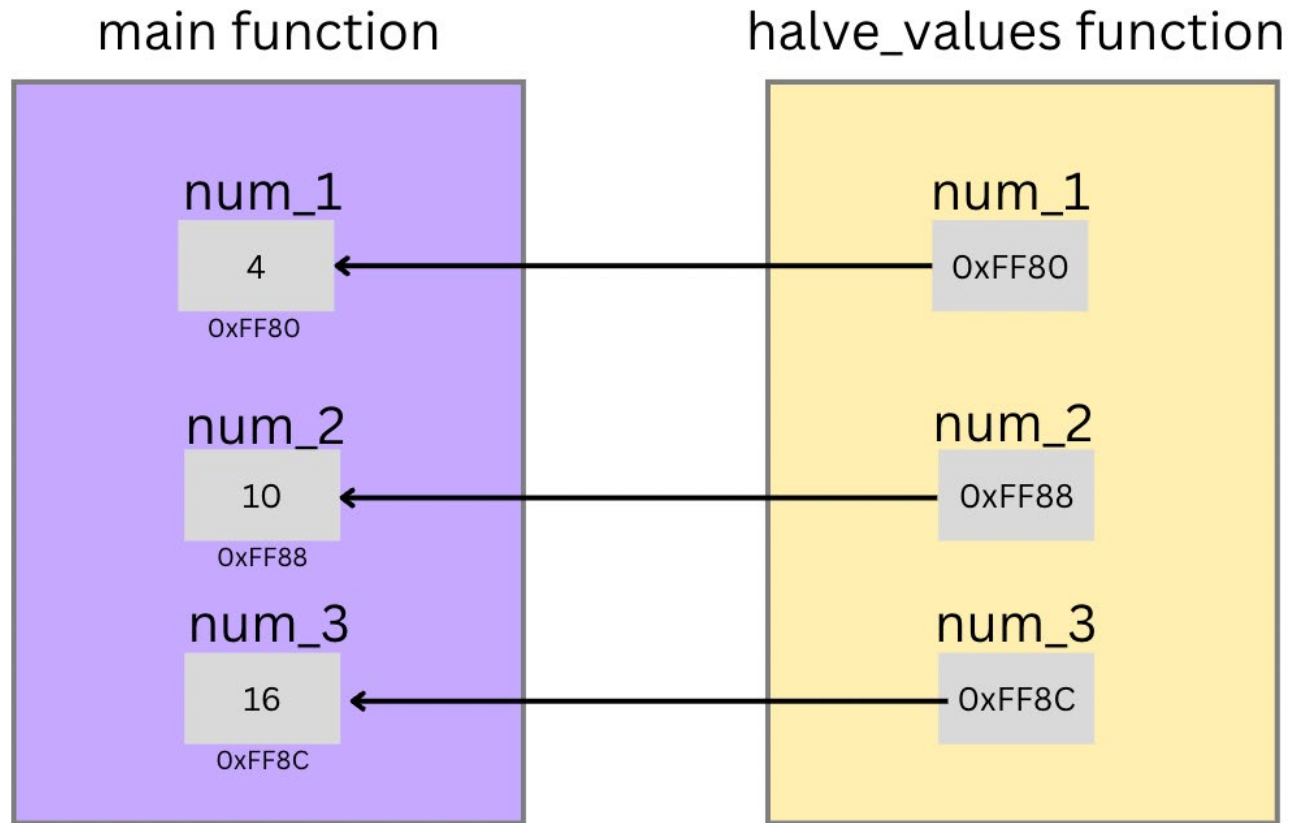 main function
halve_values function
num_1
num_1
4
0xFF80
0xFF80
num_2
num_2
10
0xFF88
0xFF88
num_3
num_3
16
0xFF8C
0xFF8C